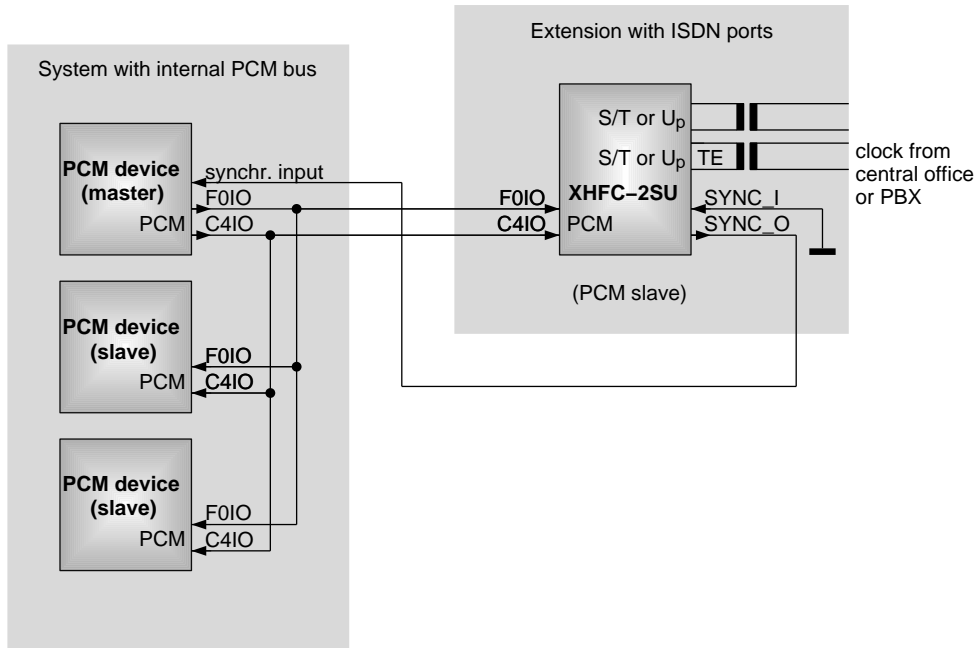 Extension with ISDN ports
System with internal PCM bus
PCM device
(master)
PCM
synchr. input
F0IO
C4IO
F0IO
C4IO
S/T or Up
S/T or Up
TE
XHFC−2SU
PCM
SYNC_I
SYNC_O
clock from
central office
or PBX
(PCM slave)
PCM device
(slave)
PCM
F0IO
C4IO
PCM device
(slave)
PCM
F0IO
C4IO